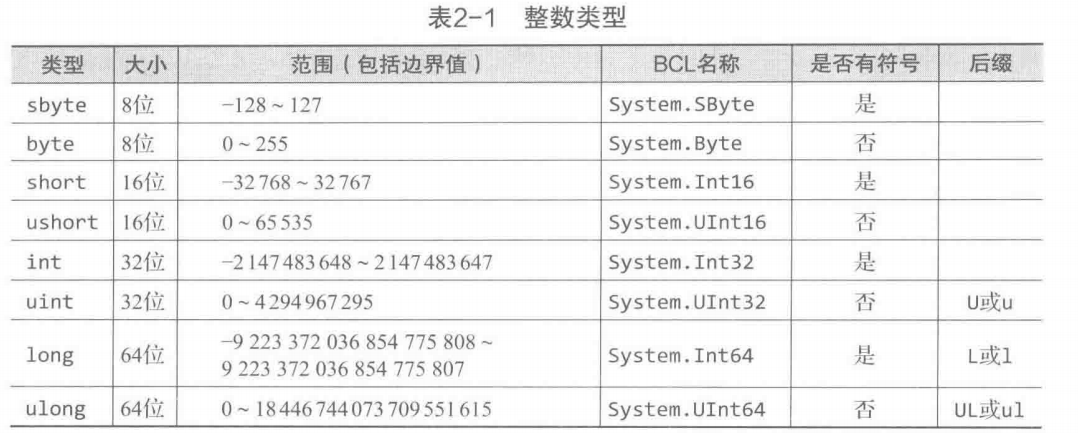 表2-1 整数类型
类型 大小 范围（包括边界值） BCL名称 是否有符号 后缀
sbyte 8位 −128 ~ 127 System.SByte 是
byte 8位 0 ~ 255 System.Byte 否
short 16位 −32 768 ~ 32 767 System.Int16 是
ushort 16位 0 ~ 65 535 System.UInt16 否
int 32位 −2 147 483 648 ~ 2 147 483 647 System.Int32 是
uint 32位 0 ~ 4 294 967 295 System.UInt32 否 U或u
long 64位 −9 223 372 036 854 775 808 ~ System.Int64 是 L或l
9 223 372 036 854 775 807
ulong 64位 0 ~ 18 446 744 073 709 551 615 System.UInt64 否 UL或ul